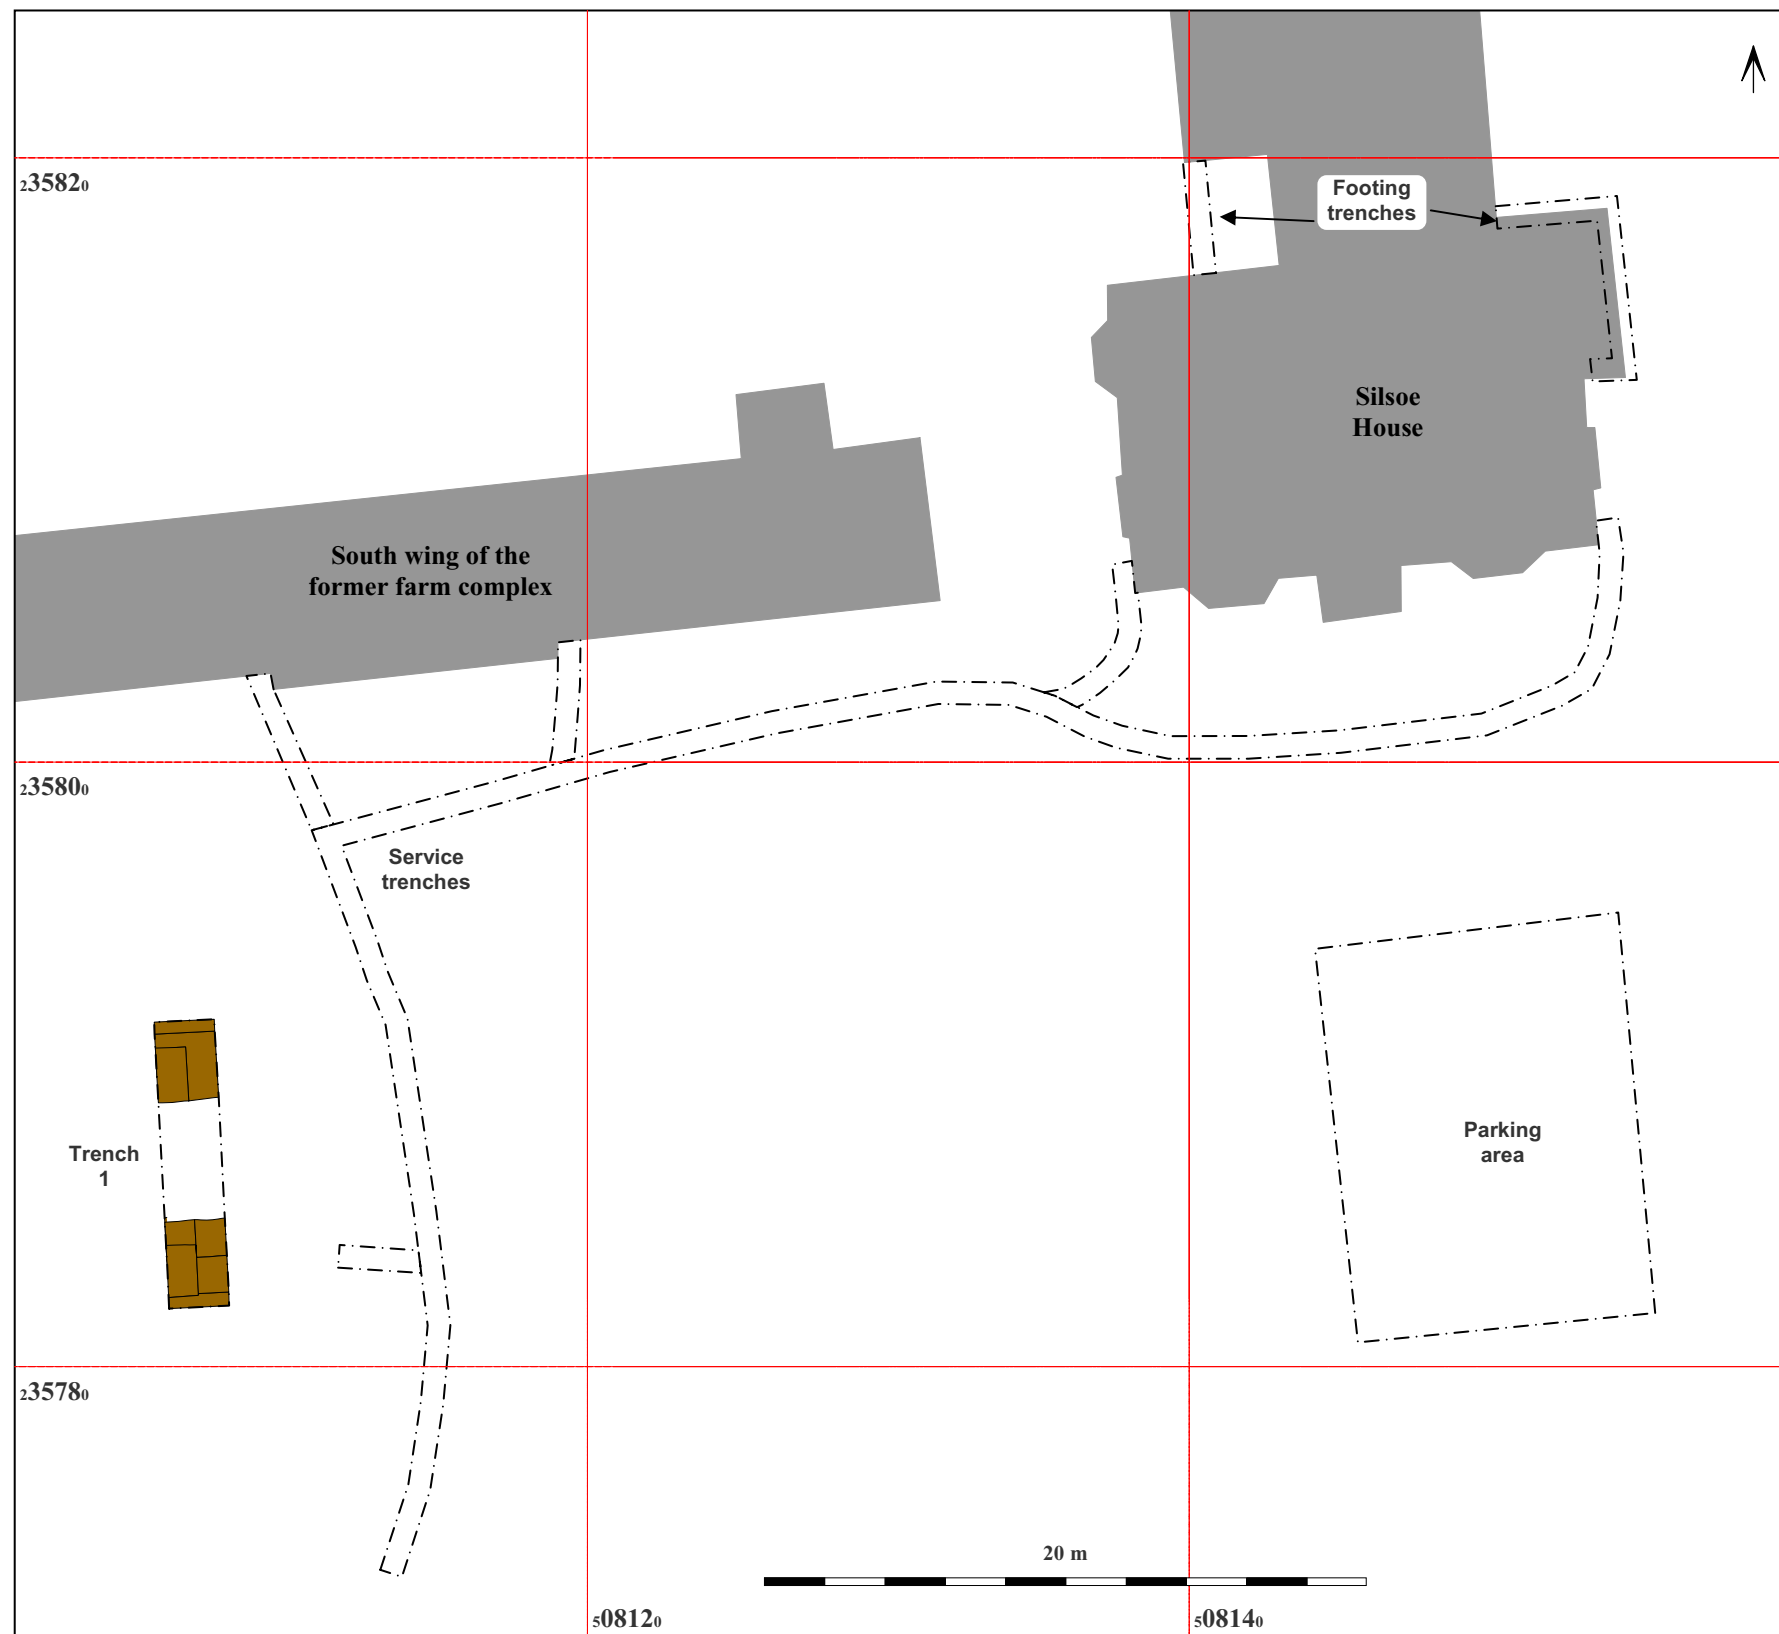 235820
Footing
trenches
Silsoe
House
South wing of the
former farm complex
235800
Service
trenches
Trench
1
Parking
area
235780
20 m
508120
508140